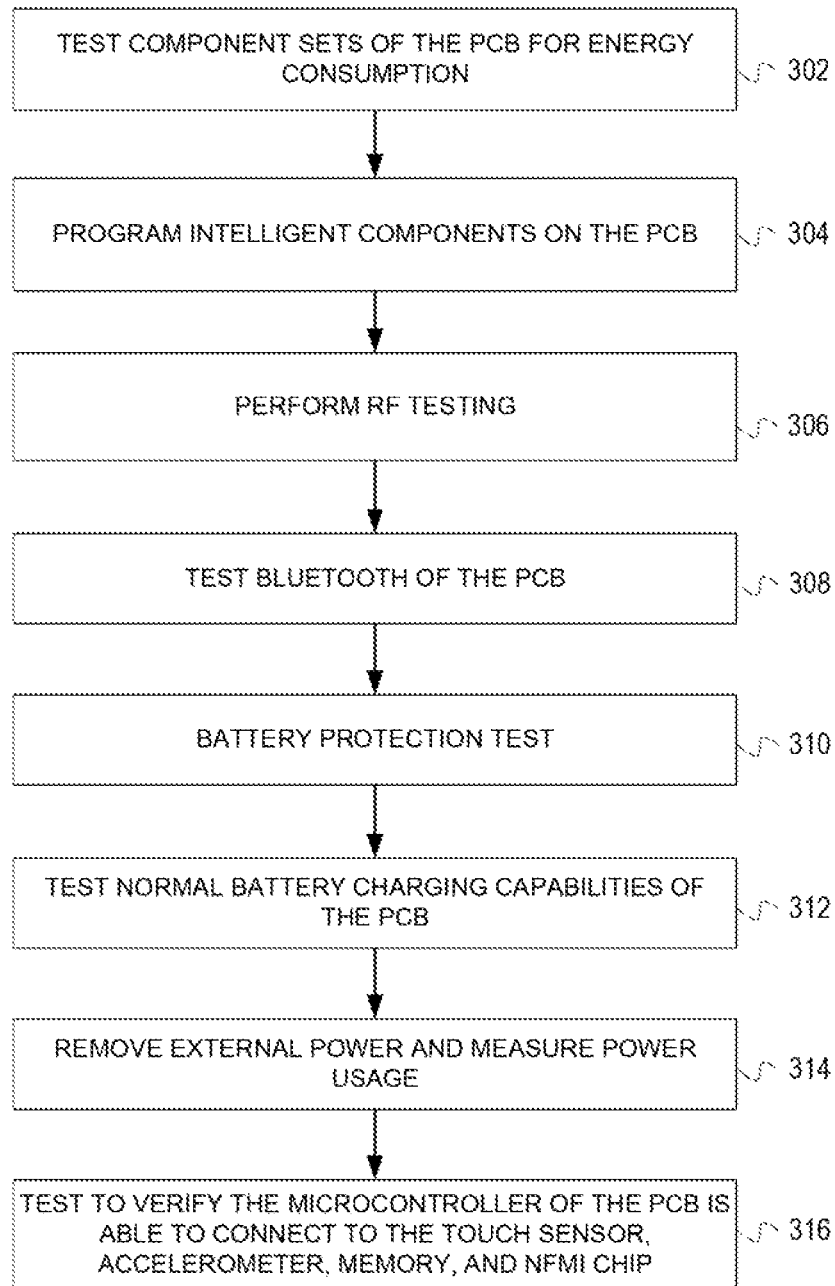 TEST COMPONENT SETS OF THE PCB FOR ENERGY
CONSUMPTION
302
PROGRAM INTELLIGENT COMPONENTS ON THE PCB
304
PERFORM RF TESTING
306
TEST BLUETOOTH OF THE PCB
308
BATTERY PROTECTION TEST
310
TEST NORMAL BATTERY CHARGING CAPABILITIES OF
THE PCB
312
REMOVE EXTERNAL POWER AND MEASURE POWER
USAGE
314
TEST TO VERIFY THE MICROCONTROLLER OF THE PCB IS
ABLE TO CONNECT TO THE TOUCH SENSOR,
ACCELEROMETER, MEMORY, AND NFMI CHIP
316